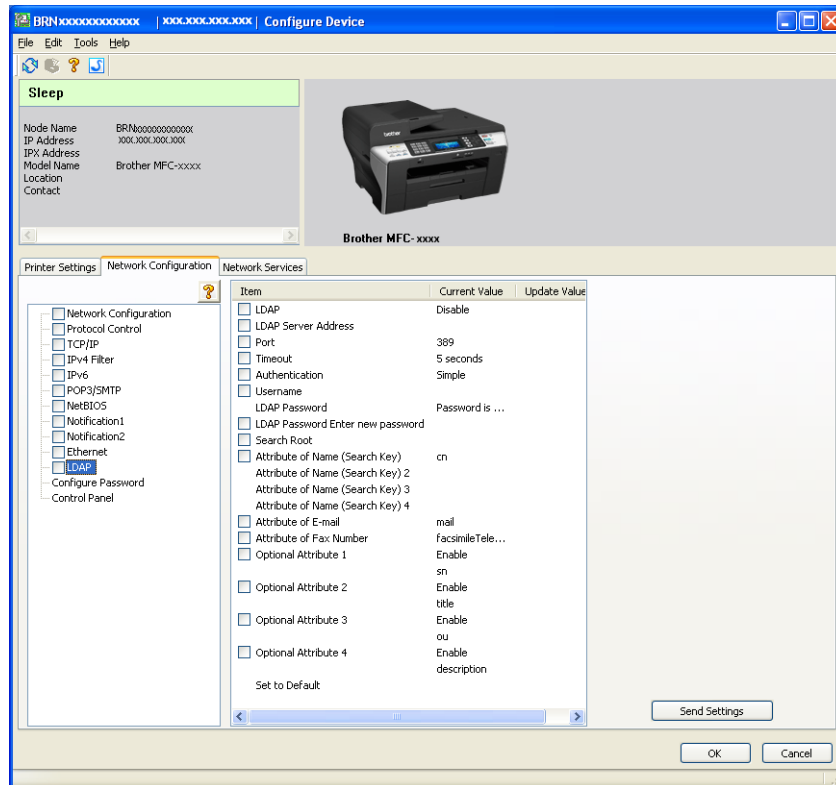 BRNxxxxxxxxxxxx | xxx.xxx.xxx.xxx | Configure Device
File Edit Tools Help
Sleep
Node Name BRNxxxxxxxxxxxx
IP Address xxx.xxx.xxx.xxx
IPX Address
Model Name Brother MFC-xxxx
Location
Contact
brother
Brother MFC-xxxx
Printer Settings Network Configuration Network Services
Network Configuration
Protocol Control
TCP/IP
IPv4 Filter
IPv6
POP3/SMTP
NetBIOS
Notification1
Notification2
Ethernet
LDAP
Configure Password
Control Panel
Item Current Value Update Value
LDAP Disable
LDAP Server Address
Port 389
Timeout 5 seconds
Authentication Simple
Username
LDAP Password Password is ...
LDAP Password Enter new password
Search Root
Attribute of Name (Search Key) cn
Attribute of Name (Search Key) 2
Attribute of Name (Search Key) 3
Attribute of Name (Search Key) 4
Attribute of E-mail mail
Attribute of Fax Number facsimileTele...
Optional Attribute 1 Enable
sn
Optional Attribute 2 Enable
title
Optional Attribute 3 Enable
ou
Optional Attribute 4 Enable
description
Set to Default
Send Settings
OK Cancel